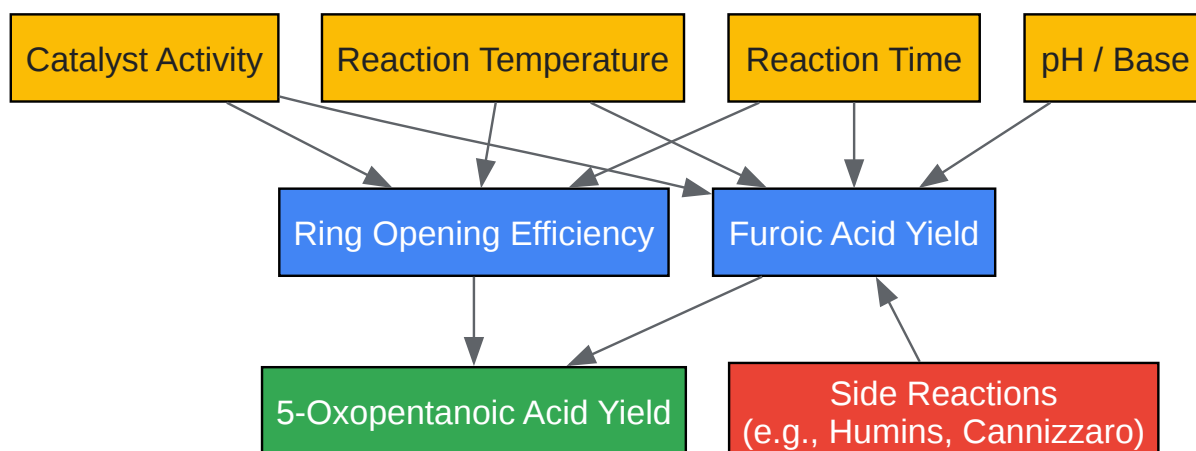 Catalyst Activity
Reaction Temperature
Reaction Time
pH / Base
Ring Opening Efficiency
Furoic Acid Yield
5-Oxopentanoic Acid Yield
Side Reactions
(e.g., Humins, Cannizzaro)